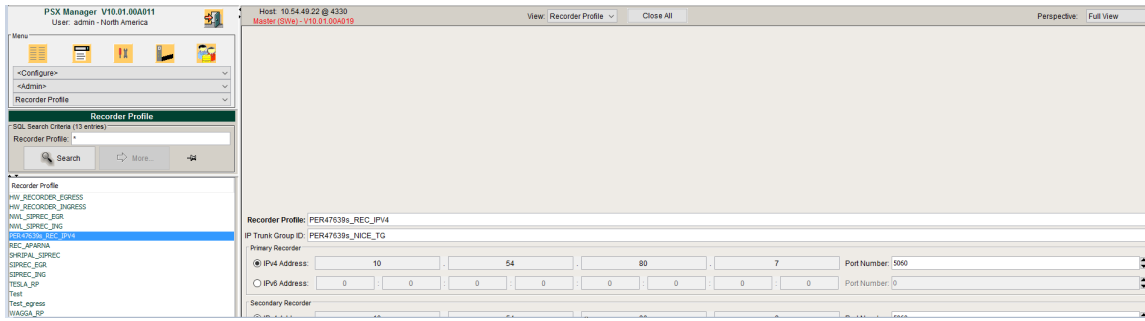 PSX Manager V10.01.00A011
User: admin - North America
Host: 10.54.49.22 @ 4330
Master (SWe) - V10.01.00A019
View: Recorder Profile
Close All
Perspective: Full View
Menu
<Configure>
<Admin>
Recorder Profile
Recorder Profile
SQL Search Criteria (13 entries)
Recorder Profile: *
Search
More...
Recorder Profile
HW_RECORDER_EGRESS
HW_RECORDER_INGRESS
NWL_SIPREC_EGR
NWL_SIPREC_ING
PER47639s_REC_IPV4
REC_APARNA
SHRIPAL_SIPREC
SIPREC_EGR
SIPREC_ING
TESLA_RP
Test
Test_egress
WAGGA_RP
Recorder Profile: PER47639s_REC_IPV4
IP Trunk Group ID: PER47639s_NICE_TG
Primary Recorder
IPv4 Address: 10 . 54 . 80 . 7 Port Number: 5060
IPv6 Address: 0 : 0 : 0 : 0 : 0 : 0 : 0 : 0 Port Number: 0
Secondary Recorder